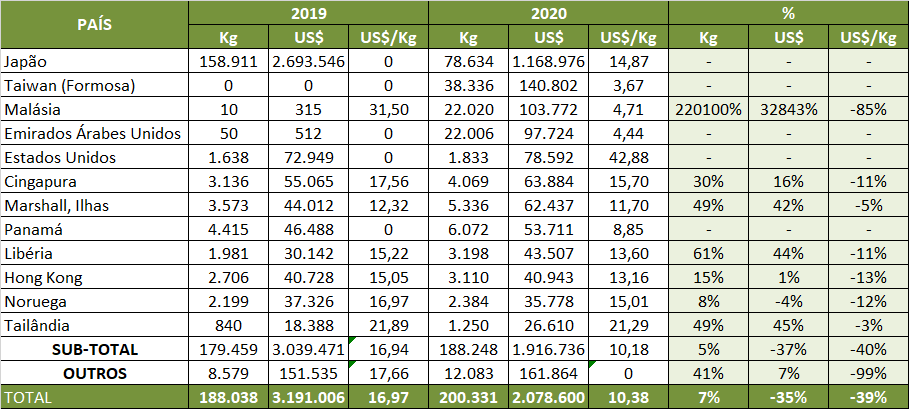 PAÍS 2019 2020 %
Kg US$ US$/Kg Kg US$ US$/Kg Kg US$ US$/Kg
Japão 158.911 2.693.546 0 78.634 1.168.976 14,87 - - -
Taiwan (Formosa) 0 0 0 38.336 140.802 3,67 - - -
Malásia 10 315 31,50 22.020 103.772 4,71 220100% 32843% -85%
Emirados Árabes Unidos 50 512 0 22.006 97.724 4,44 - - -
Estados Unidos 1.638 72.949 0 1.833 78.592 42,88 - - -
Cingapura 3.136 55.065 17,56 4.069 63.884 15,70 30% 16% -11%
Marshall, Ilhas 3.573 44.012 12,32 5.336 62.437 11,70 49% 42% -5%
Panamá 4.415 46.488 0 6.072 53.711 8,85 - - -
Libéria 1.981 30.142 15,22 3.198 43.507 13,60 61% 44% -11%
Hong Kong 2.706 40.728 15,05 3.110 40.943 13,16 15% 1% -13%
Noruega 2.199 37.326 16,97 2.384 35.778 15,01 8% -4% -12%
Tailândia 840 18.388 21,89 1.250 26.610 21,29 49% 45% -3%
SUB-TOTAL 179.459 3.039.471 16,94 188.248 1.916.736 10,18 5% -37% -40%
OUTROS 8.579 151.535 17,66 12.083 161.864 0 41% 7% -99%
TOTAL 188.038 3.191.006 16,97 200.331 2.078.600 10,38 7% -35% -39%